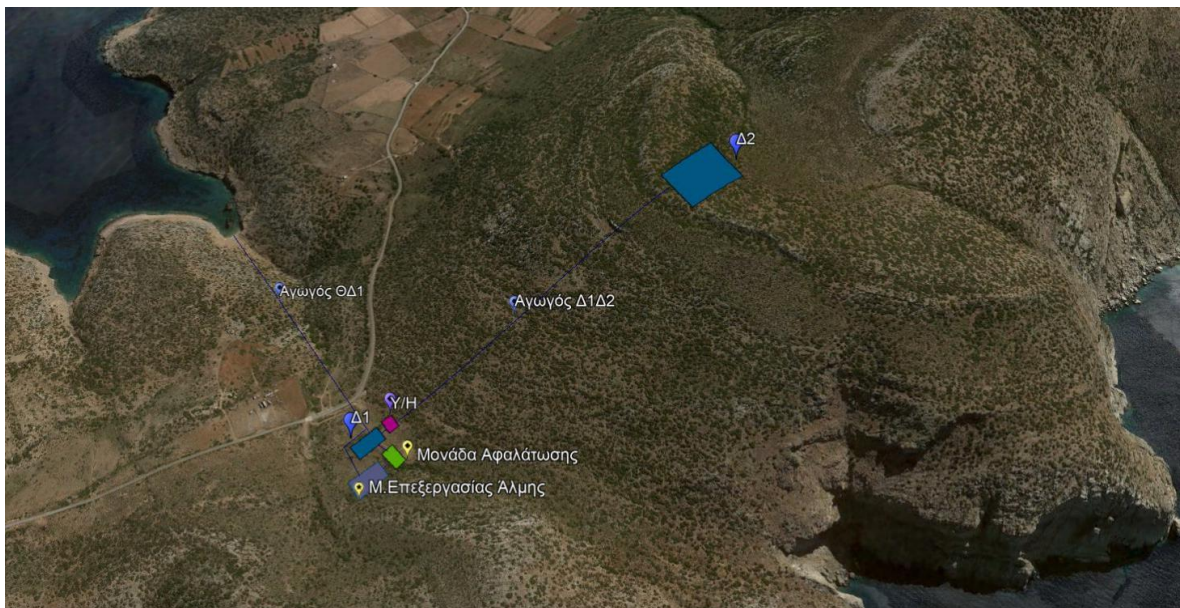 Δ2
Αγωγός ΘΔ1
Αγωγός Δ1Δ2
Υ/Η
Δ1
Μονάδα Αφαλάτωσης
Μ.Επεξεργασίας Άλμης